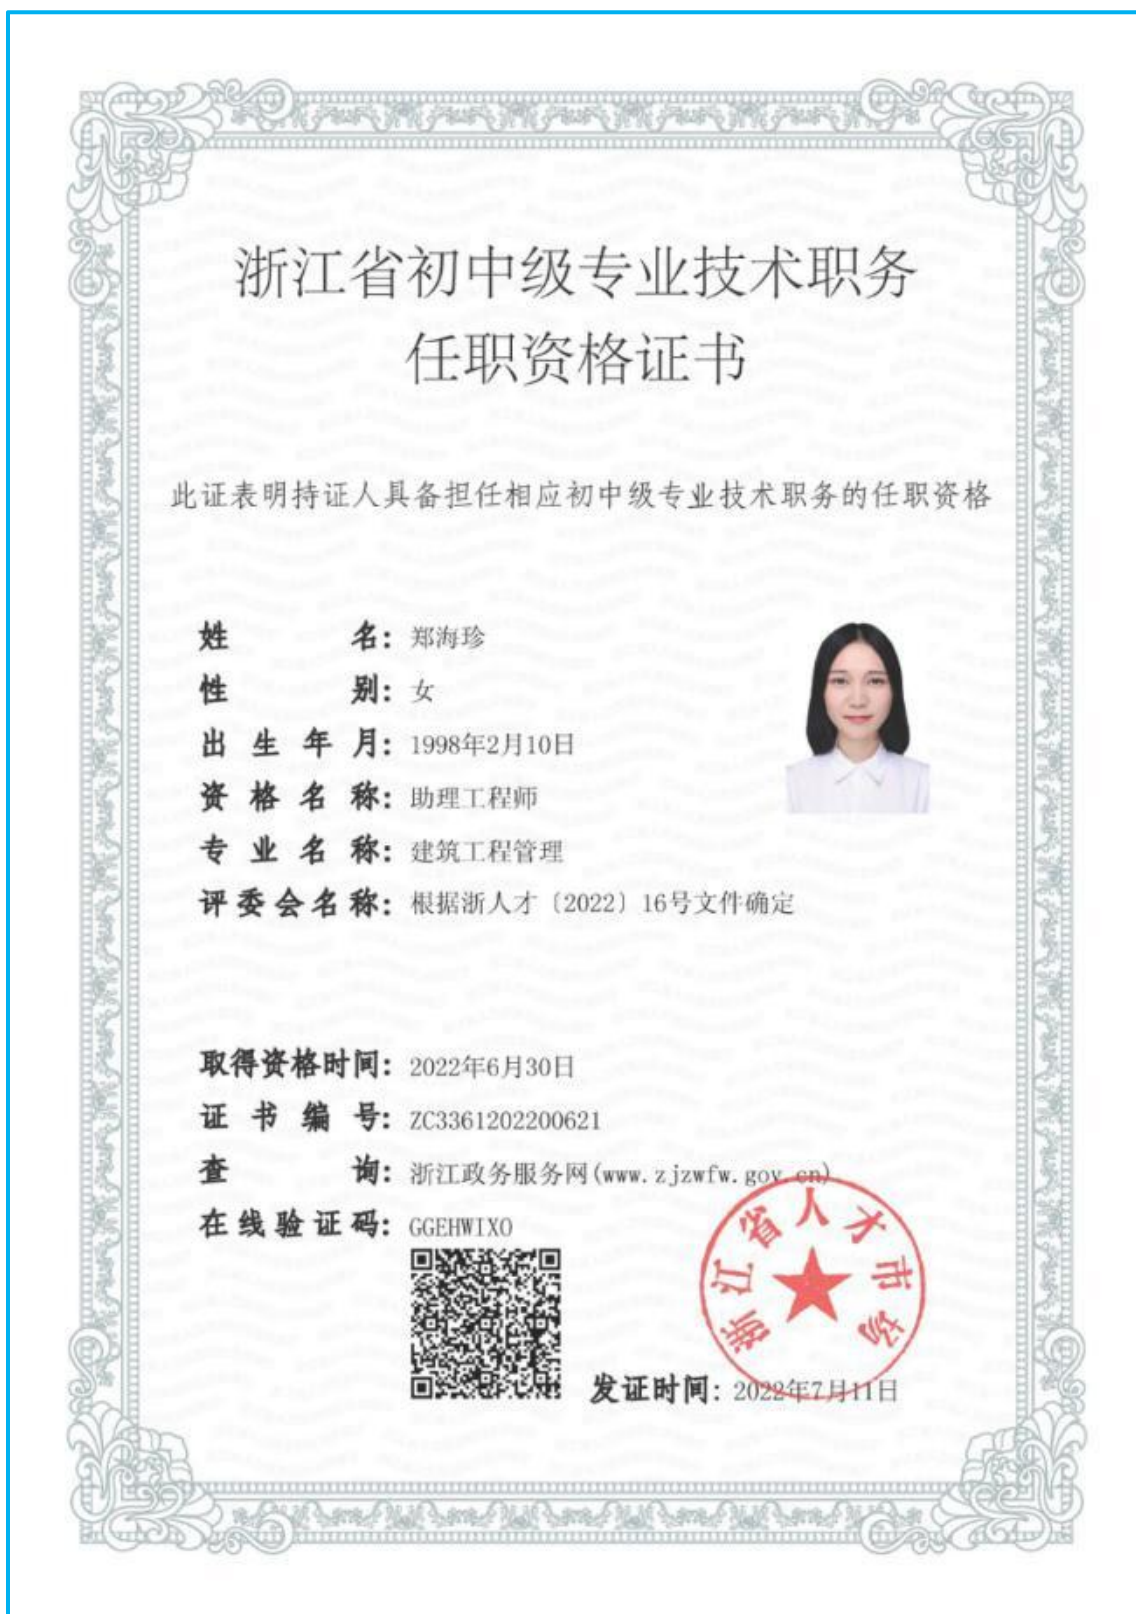 浙江省初中级专业技术职务
任职资格证书
此证表明持证人具备担任相应初中级专业技术职务的任职资格
姓名：郑海珍
性别：女
出生年月：1998年2月10日
资格名称：助理工程师
专业名称：建筑工程管理
评委会名称：根据浙人才〔2022〕16号文件确定
取得资格时间：2022年6月30日
证书编号：ZC3361202200621
查询：浙江政务服务网(www.zjzwfw.gov.cn)
在线验证码：GGEHWIXO
浙江省人才市场
发证时间：2022年7月11日